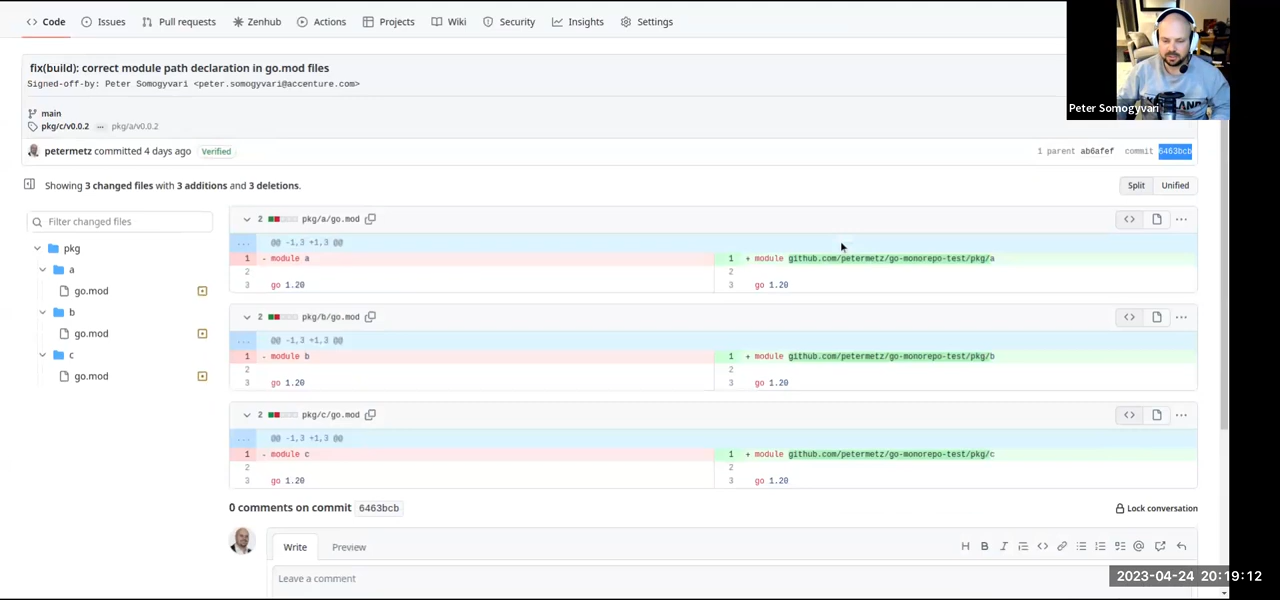 Code Issues Pull requests Zenhub Actions Projects Wiki Security Insights Settings
fix(build): correct module path declaration in go.mod files
Signed-off-by: Peter Somogyvari <peter.somogyvari@accenture.com>
Peter Somogyvari
main
pkg/c/v0.0.2 ... pkg/a/v0.0.2
petermetz committed 4 days ago Verified
1 parent ab6afef commit 6463bcb
Showing 3 changed files with 3 additions and 3 deletions.
Split Unified
Filter changed files
pkg
a
go.mod
b
go.mod
c
go.mod
2 pkg/a/go.mod
... @@ -1,3 +1,3 @@
1 - module a 1 + module github.com/petermetz/go-monorepo-test/pkg/a
2 2
3 go 1.20 3 go 1.20
2 pkg/b/go.mod
... @@ -1,3 +1,3 @@
1 - module b 1 + module github.com/petermetz/go-monorepo-test/pkg/b
2 2
3 go 1.20 3 go 1.20
2 pkg/c/go.mod
... @@ -1,3 +1,3 @@
1 - module c 1 + module github.com/petermetz/go-monorepo-test/pkg/c
2 2
3 go 1.20 3 go 1.20
0 comments on commit 6463bcb
Lock conversation
Write Preview
Leave a comment
2023-04-24 20:19:12